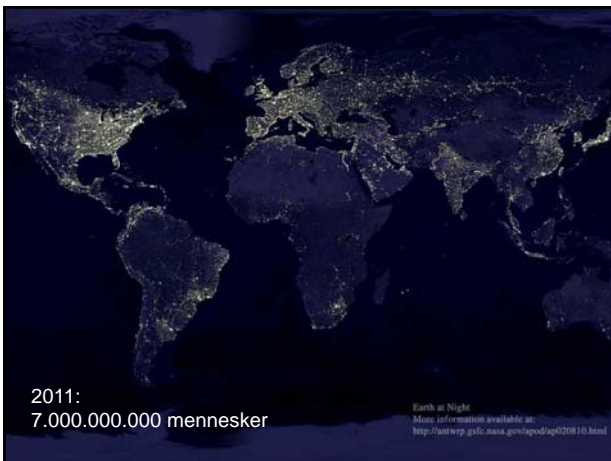 2011:
7.000.000.000 mennesker
Earth at Night
More information available at:
http://antwrp.gsfc.nasa.gov/apod/ap020810.html